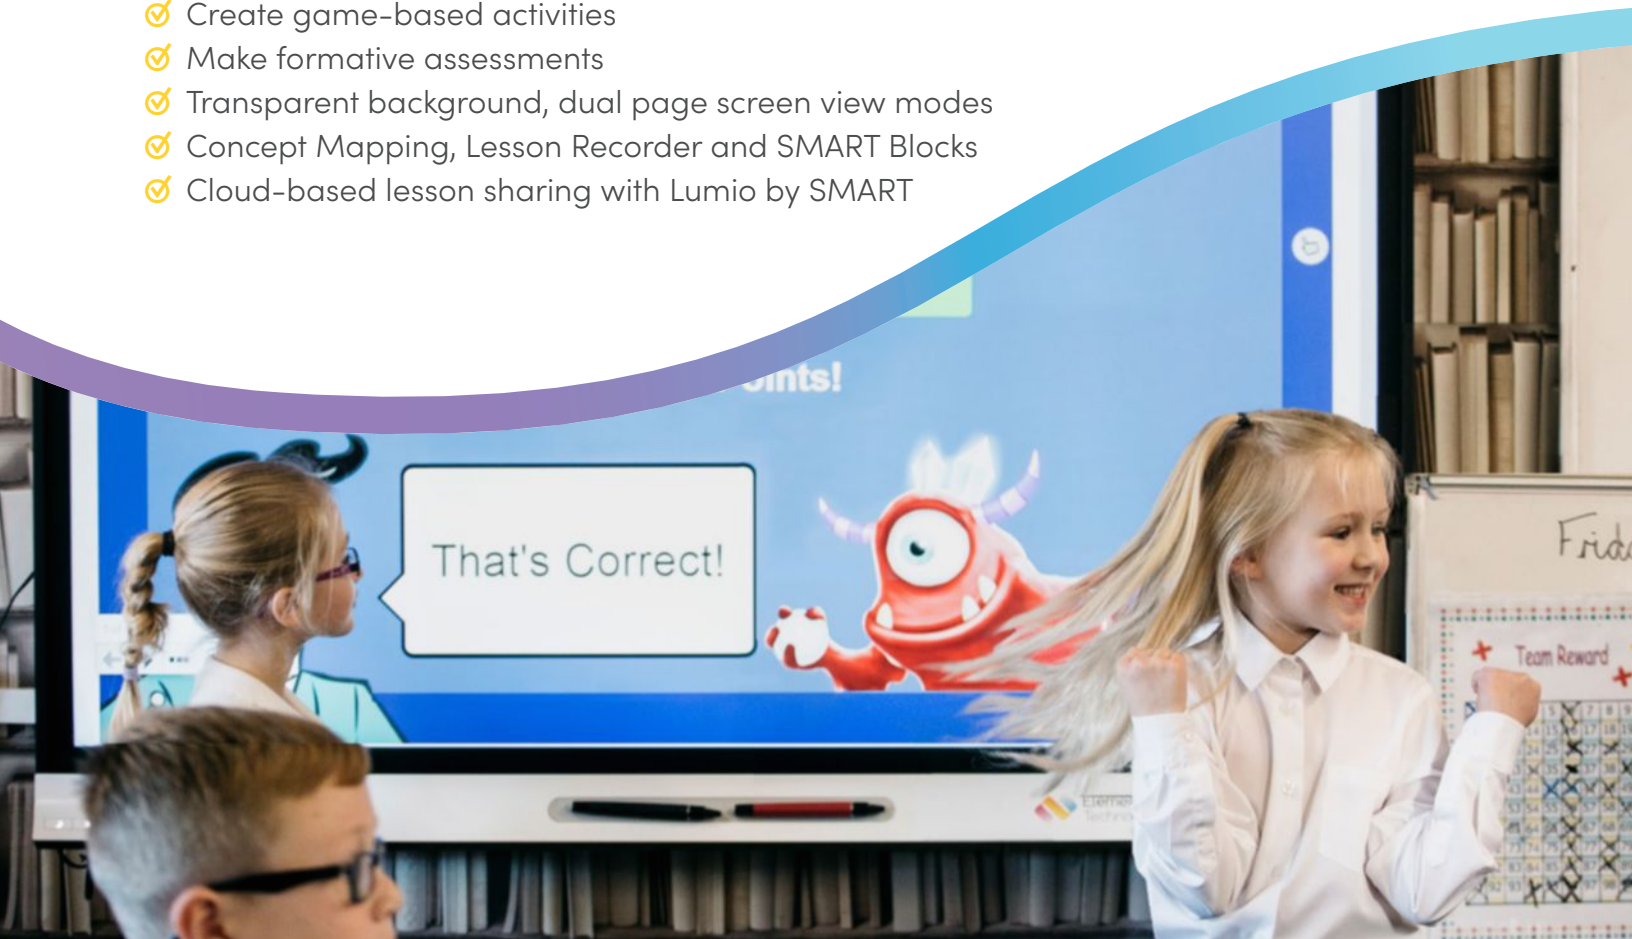 Create game-based activities
Make formative assessments
Transparent background, dual page screen view modes
Concept Mapping, Lesson Recorder and SMART Blocks
Cloud-based lesson sharing with Lumio by SMART
That's Correct!
Team Reward